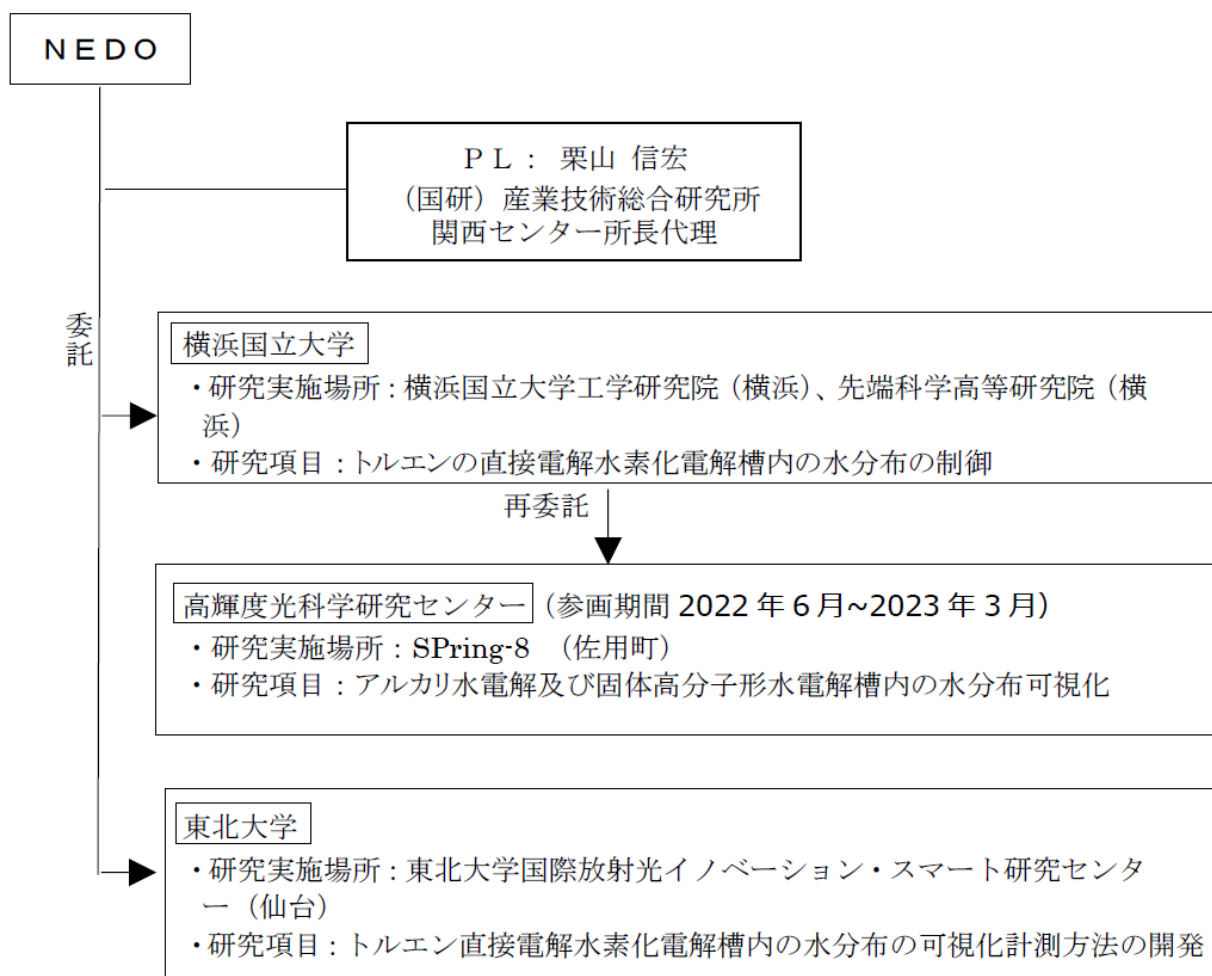 ＮＥＤＯ
ＰＬ： 栗山 信宏
（国研）産業技術総合研究所
関西センター所長代理
委託
横浜国立大学
・研究実施場所：横浜国立大学工学研究院（横浜）、先端科学高等研究院（横
浜）
・研究項目：トルエンの直接電解水素化電解槽内の水分布の制御
再委託
高輝度光科学研究センター（参画期間 2022 年６月~2023 年３月）
・研究実施場所：SPring-8 （佐用町）
・研究項目：アルカリ水電解及び固体高分子形水電解槽内の水分布可視化
東北大学
・研究実施場所：東北大学国際放射光イノベーション・スマート研究センタ
ー（仙台）
・研究項目：トルエン直接電解水素化電解槽内の水分布の可視化計測方法の開発